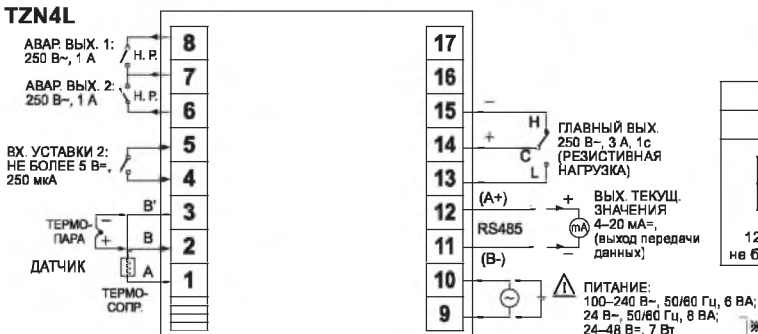 TZN4L
АВАР. ВЫХ. 1:
250 В~, 1 А
Н. Р.
АВАР. ВЫХ. 2:
250 В~, 1 А
Н. Р.
ВХ. УСТАВКИ 2:
НЕ БОЛЕЕ 5 В=,
250 мкА
ТЕРМО-
ПАРА
− +
B'
B
A
ДАТЧИК
ТЕРМО-
СОПР.
8
7
6
5
4
3
2
1
17
16
15
14
13
12
11
10
9
−
+
H
C
L
ГЛАВНЫЙ ВЫХ.
250 В~, 3 А, 1с
(РЕЗИСТИВНАЯ
НАГРУЗКА)
(A+)
RS485
(B-)
+
mA
−
ВЫХ. ТЕКУЩ.
ЗНАЧЕНИЯ
4–20 мА=,
(выход передачи
данных)
ПИТАНИЕ:
100–240 В~, 50/60 Гц, 6 ВА;
24 В~, 50/60 Гц, 8 ВА;
24–48 В=, 7 Вт
12
не б